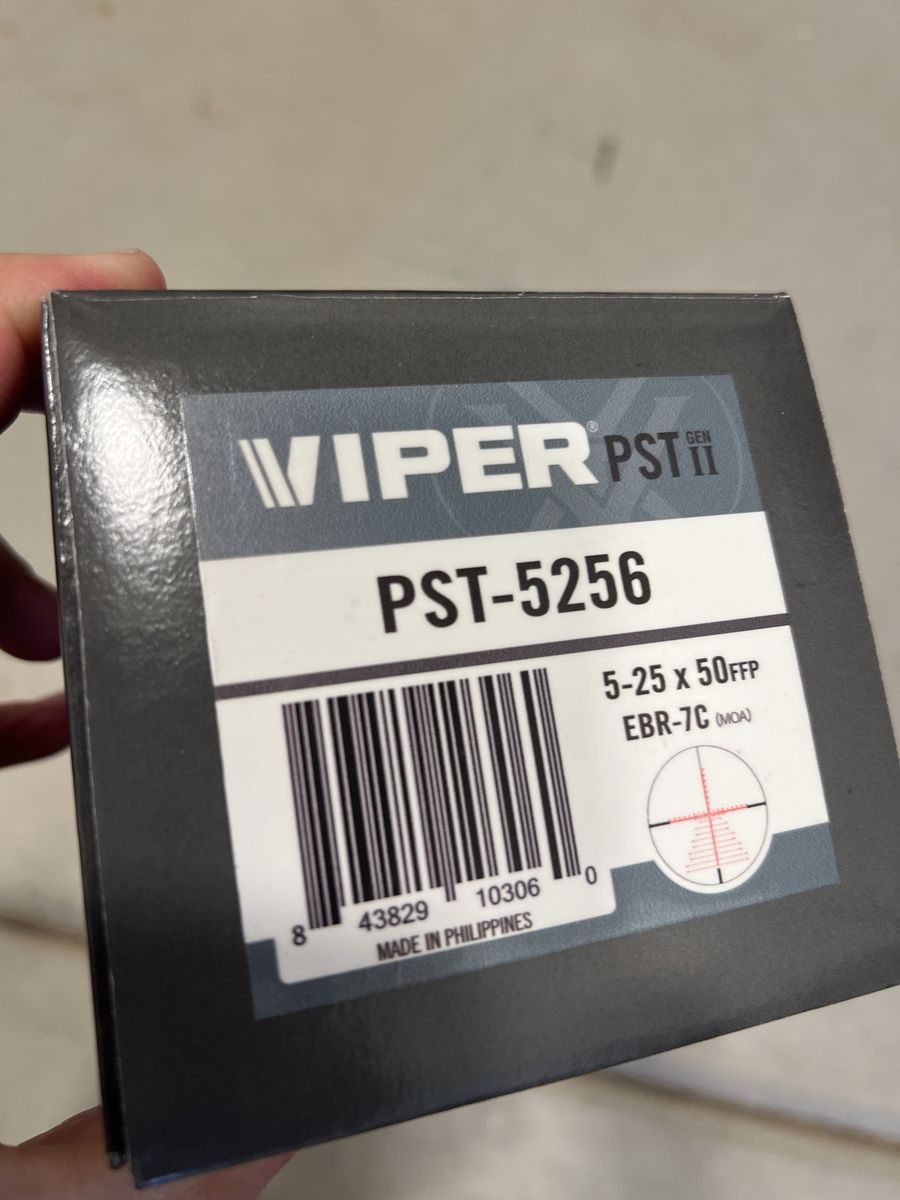 VIPER® PST GEN II
PST-5256
5-25 x 50FFP
EBR-7C (MOA)
8 43829 10306 0
MADE IN PHILIPPINES